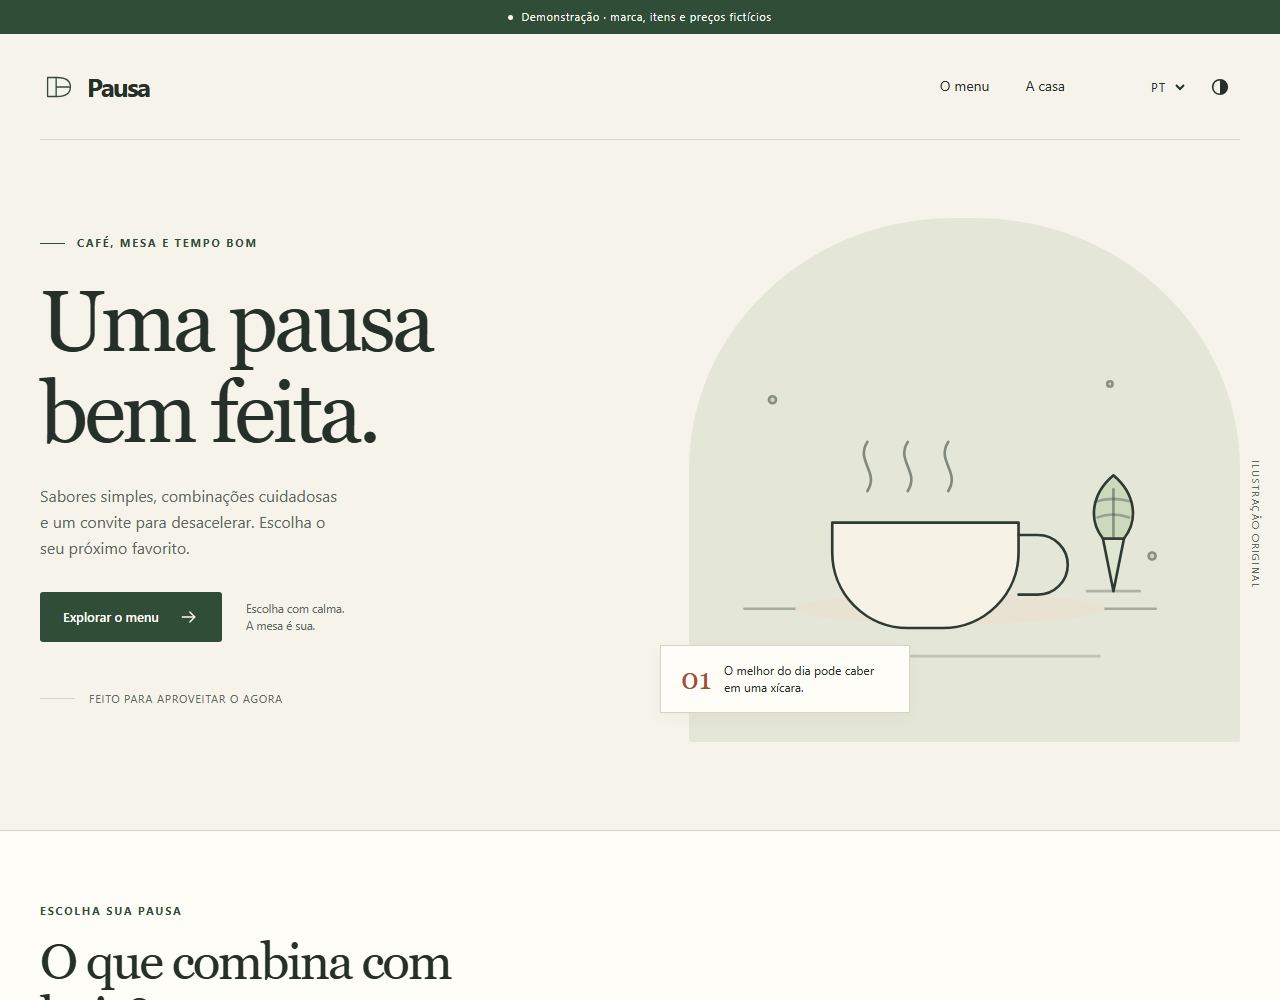 Demonstração · marca, itens e preços fictícios
Pausa
O menu
A casa
PT
CAFÉ, MESA E TEMPO BOM
Uma pausa
bem feita.
Sabores simples, combinações cuidadosas
e um convite para desacelerar. Escolha o
seu próximo favorito.
Explorar o menu
Escolha com calma.
A mesa é sua.
FEITO PARA APROVEITAR O AGORA
01
O melhor do dia pode caber
em uma xícara.
ILUSTRAÇÃO ORIGINAL
ESCOLHA SUA PAUSA
O que combina com